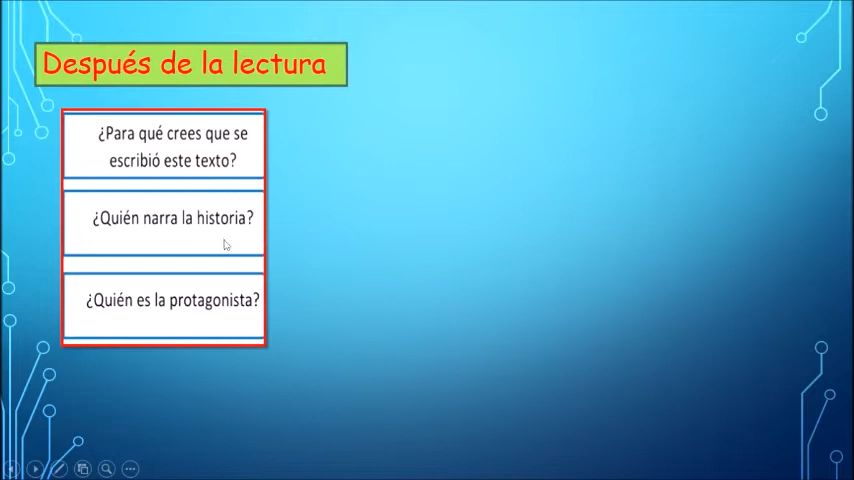 Después de la lectura
¿Para qué crees que se
escribió este texto?
¿Quién narra la historia?
¿Quién es la protagonista?